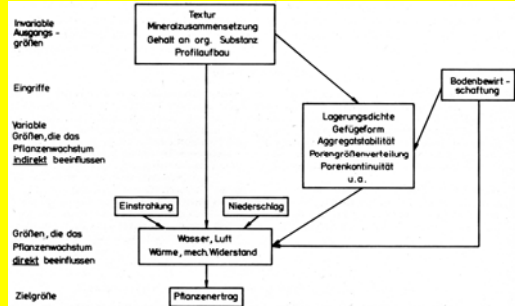 Invariable
Ausgangs-
größen
Textur
Mineralzusammensetzung
Gehalt an org. Substanz
Profilaufbau
Eingriffe
Bodenbewirt-
schaftung
Variable
Größen, die das
Pflanzenwachstum
indirekt beeinflussen
Lagerungsdichte
Gefügeform
Aggregatstabilität
Porengrößenverteilung
Porenkontinuität
u.a.
Einstrahlung
Niederschlag
Größen, die das
Pflanzenwachstum
direkt beeinflussen
Wasser, Luft
Wärme, mech. Widerstand
Zielgröße
Pflanzenertrag